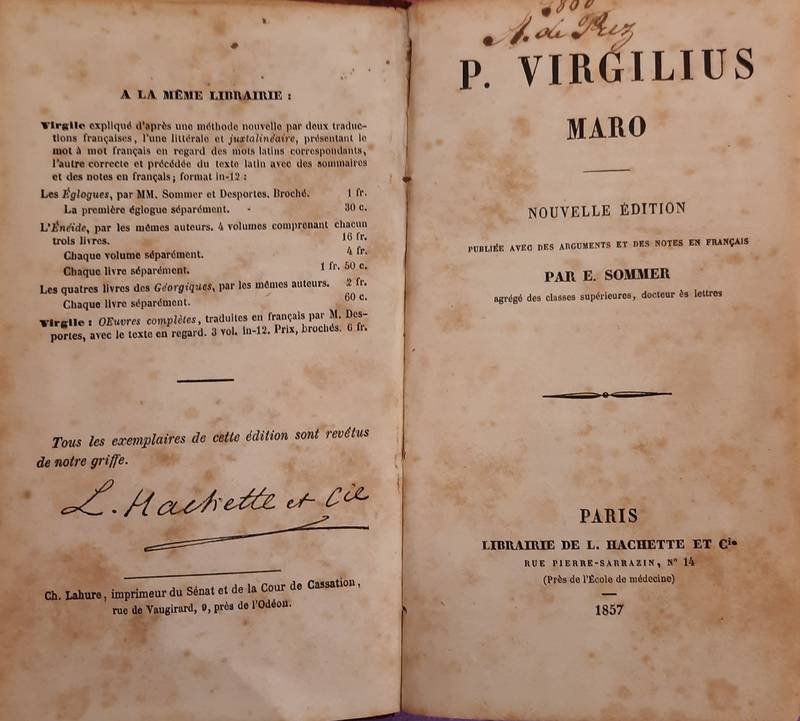 A LA MÊME LIBRAIRIE :
Virgile expliqué d'après une méthode nouvelle par deux traduc-
tions françaises, l'une littérale et juxtalinéaire, présentant le
mot à mot français en regard des mots latins correspondants,
l'autre correcte et précédée du texte latin avec des sommaires
et des notes en français; format in-12 :
Les Églogues, par MM. Sommer et Desportes. Broché. 1 fr.
La première églogue séparément. 30 c.
L'Énéide, par les mêmes auteurs. 4 volumes comprenant chacun
trois livres. 16 fr.
Chaque volume séparément. 4 fr.
Chaque livre séparément. 1 fr. 50 c.
Les quatres livres des Géorgiques, par les mêmes auteurs. 2 fr.
Chaque livre séparément. 60 c.
Virgile : OEuvres complètes, traduites en français par M. Des-
portes, avec le texte en regard. 3 vol. in-12. Prix, brochés. 6 fr.
Tous les exemplaires de cette édition sont revêtus
de notre griffe.
L. Hachette et Cie
Ch. Lahure, imprimeur du Sénat et de la Cour de Cassation,
rue de Vaugirard, 9, près de l'Odéon.
A. de Prez
P. VIRGILIUS
MARO
NOUVELLE ÉDITION
PUBLIÉE AVEC DES ARGUMENTS ET DES NOTES EN FRANÇAIS
PAR E. SOMMER
agrégé des classes supérieures, docteur ès lettres
PARIS
LIBRAIRIE DE L. HACHETTE ET Cie
RUE PIERRE-SARRAZIN, N° 14
(Près de l'École de médecine)
1857